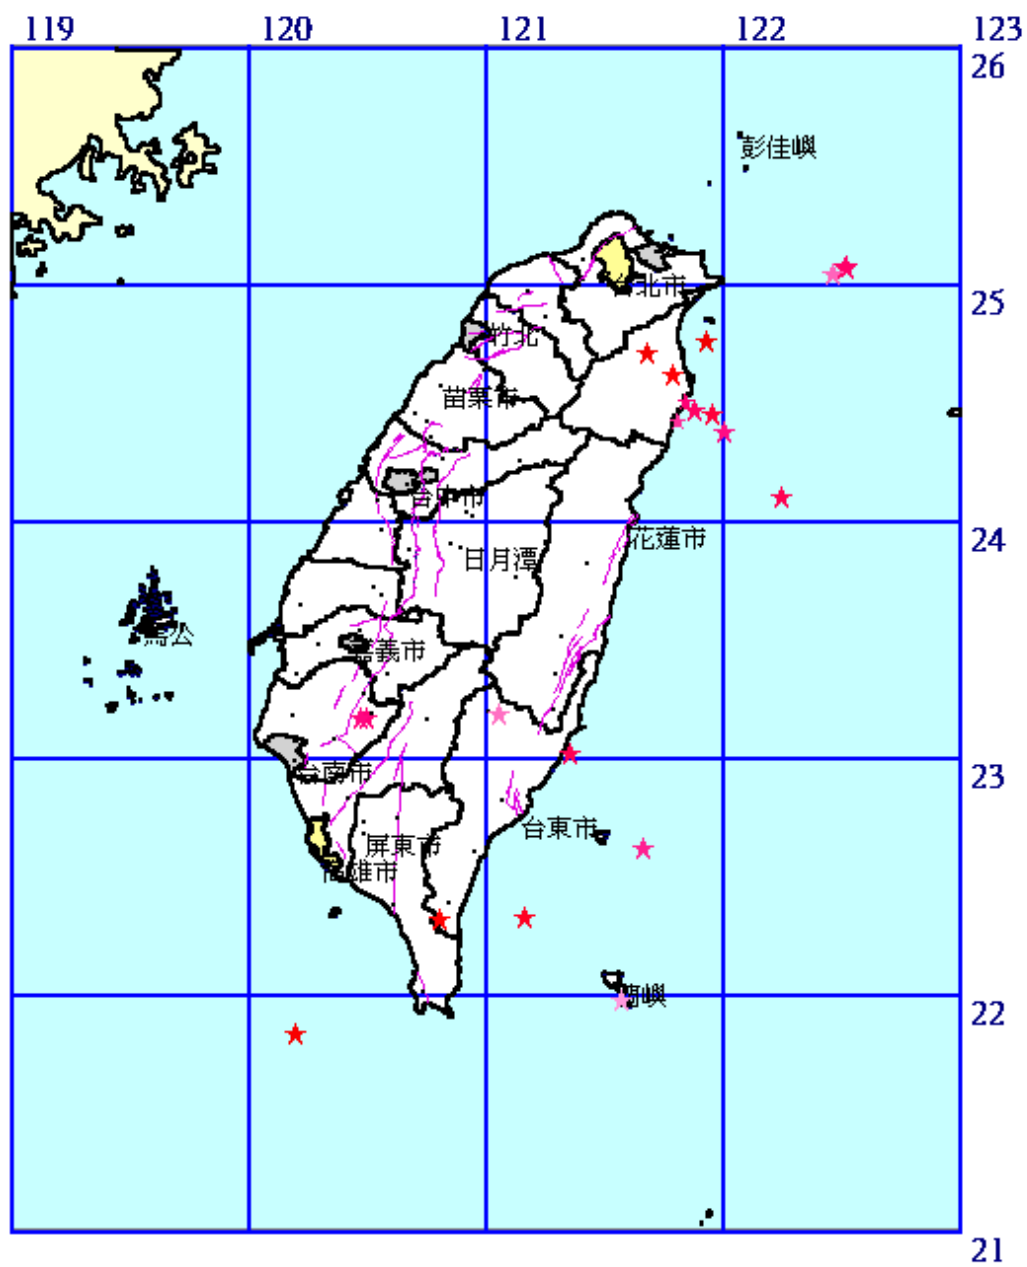 119 120 121 122 123
26
彭佳嶼
25
台北市
竹北
苗栗市
台中市
24
花蓮市
日月潭
馬公
嘉義市
23
台南市
台東市
屏東市
高雄市
蘭嶼
22
21